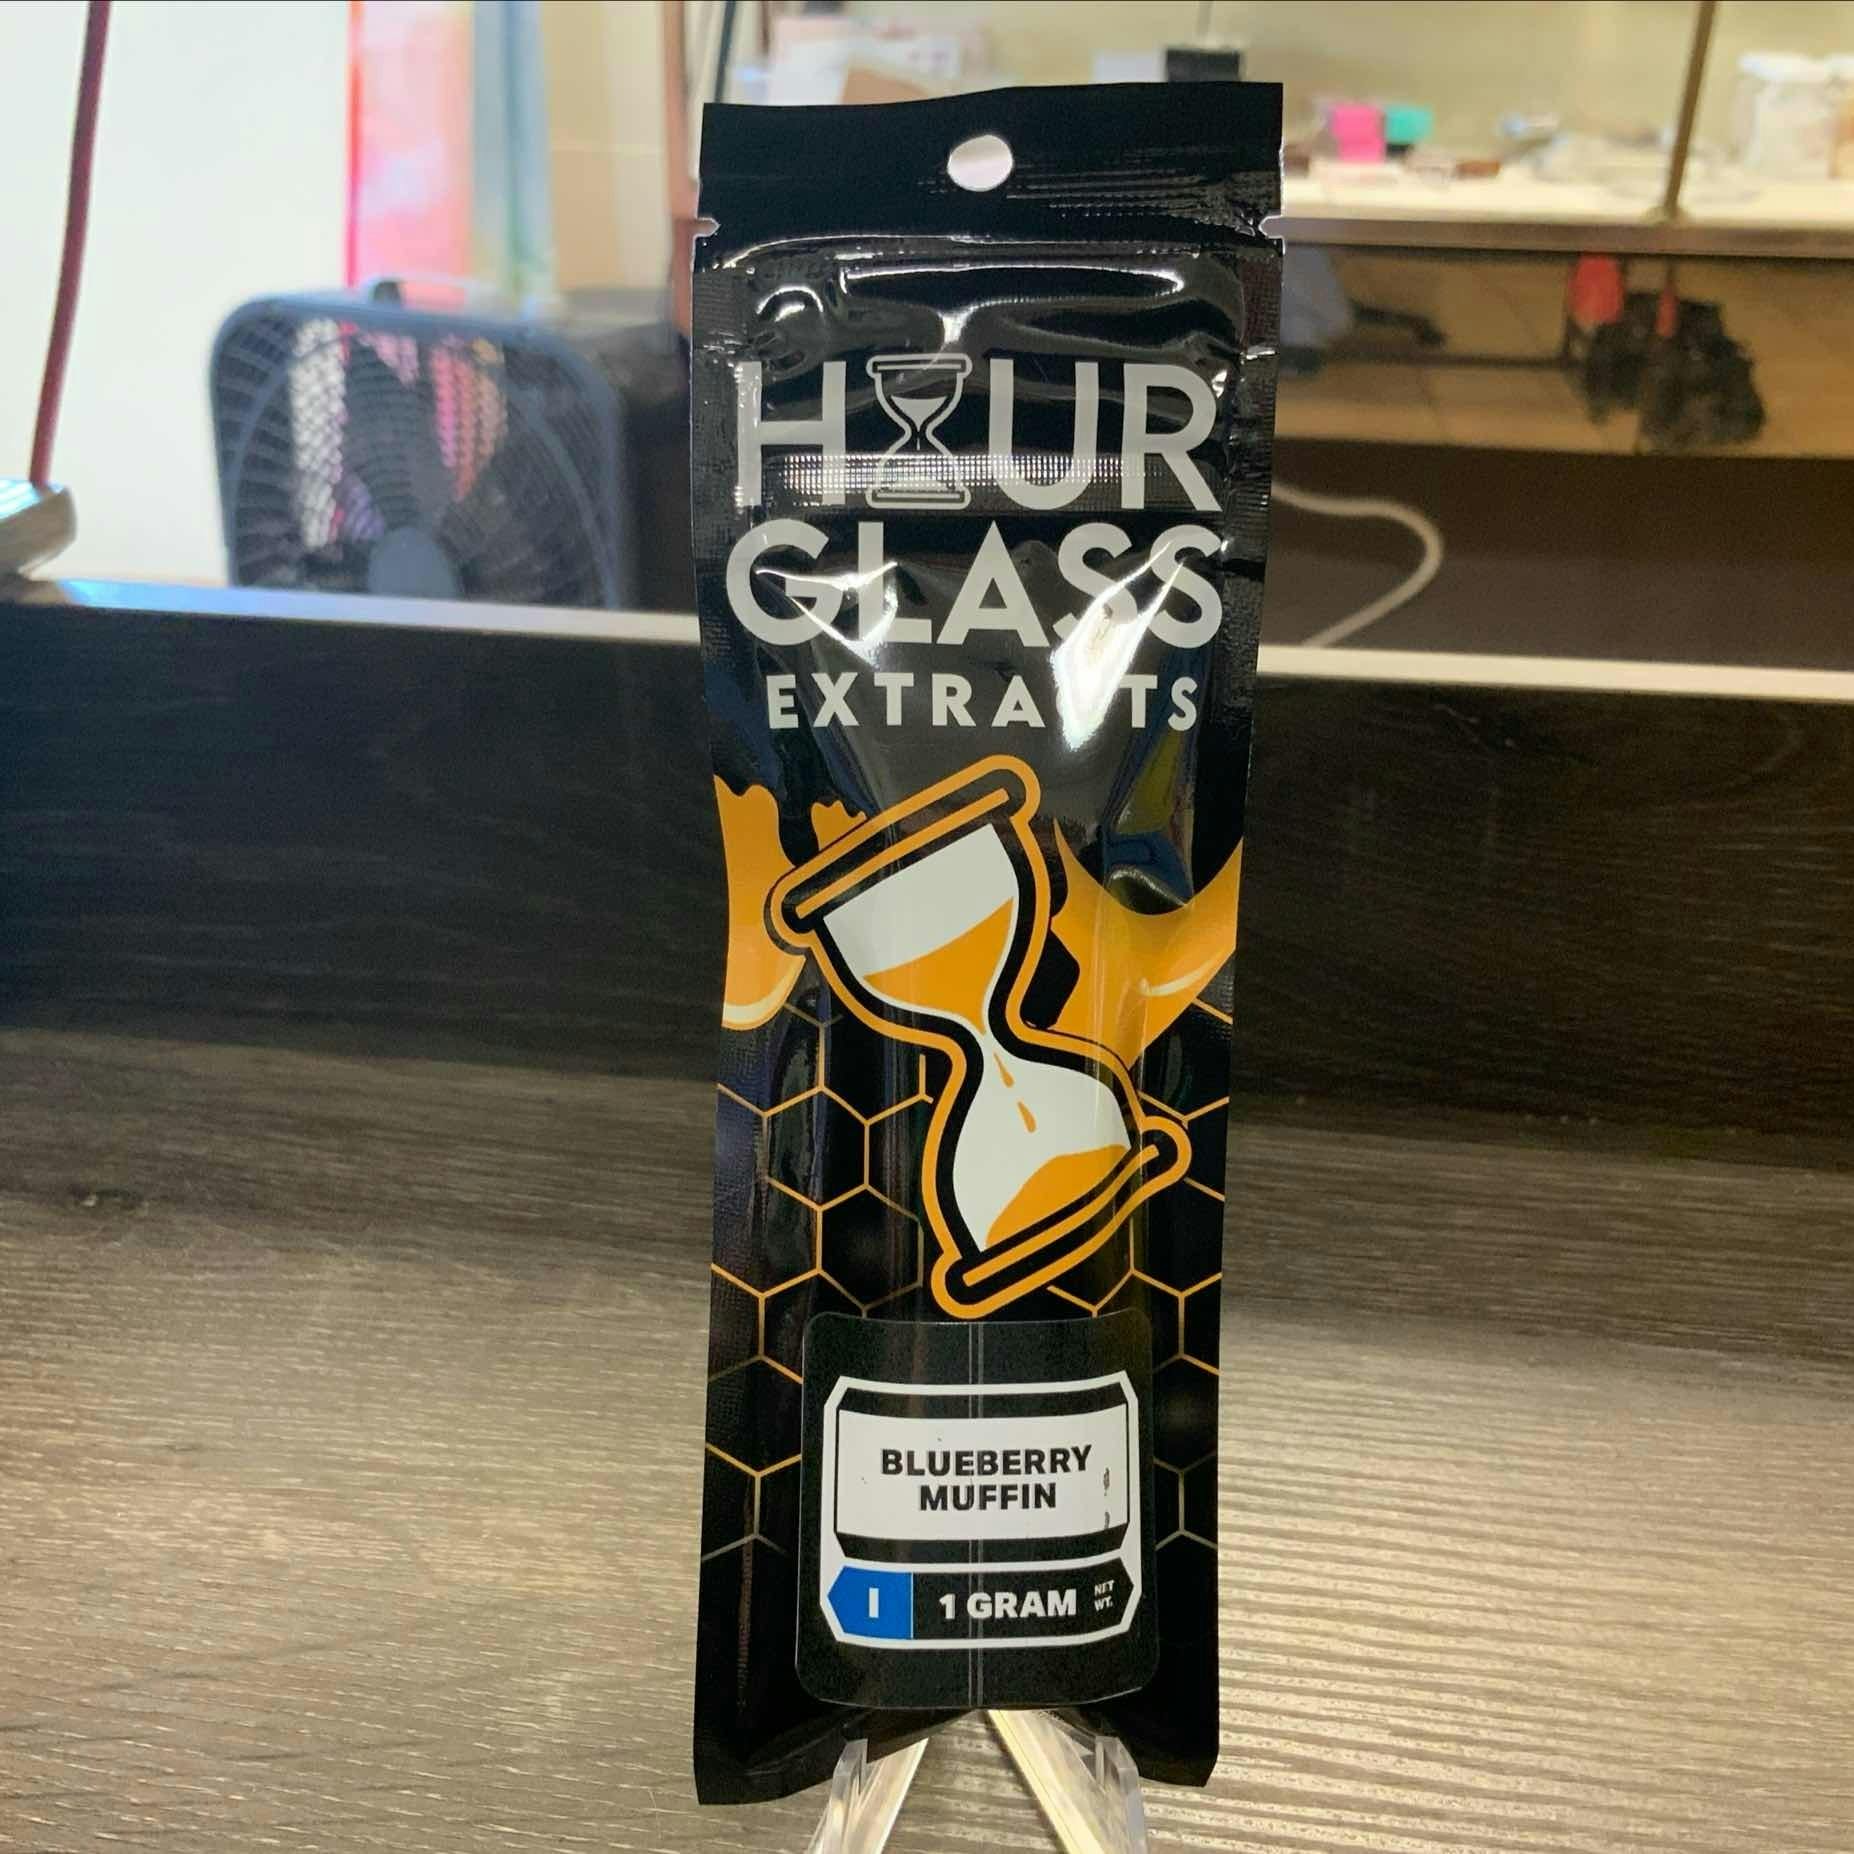 HOUR
GLASS
EXTRACTS
BLUEBERRY
MUFFIN
I
1 GRAM NET
WT.